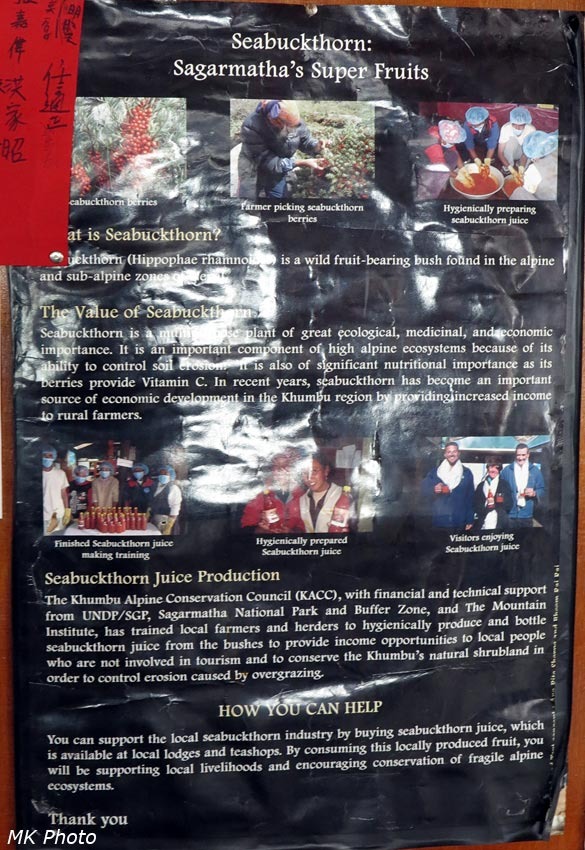 嘉
偉
洪
家
昭
Seabuckthorn:
Sagarmatha's Super Fruits
eabuckthorn berries
Farmer picking seabuckthorn
berries
Hygienically preparing
seabuckthorn juice
at is Seabuckthorn?
uckthorn (Hippophae is a wild fruit-bearing bush found in the alpine
and sub-alpine zones
The Value of Seabuckthorn
Seabuckthorn is a plant of great ecological, medicinal, and economic
importance. It is an important component of high alpine ecosystems because of its
ability to control soil erosion. It is also of significant nutritional importance as its
berries provide Vitamin C. In recent years, seabuckthorn has become an important
source of economic development in the Khumbu region by providing increased income
to rural farmers.
Finished Seabuckthorn juice
making training
Hygienically prepared
Seabuckthorn juice
Visitors enjoying
Seabuckthorn juice
Seabuckthorn Juice Production
The Khumbu Alpine Conservation Council (KACC), with financial and technical support
from UNDP/SGP, Sagarmatha National Park and Buffer Zone, and The Mountain
Institute, has trained local farmers and herders to hygienically produce and bottle
seabuckthorn juice from the bushes to provide income opportunities to local people
who are not involved in tourism and to conserve the Khumbu's natural shrubland in
order to control erosion caused by overgrazing.
HOW YOU CAN HELP
You can support the local seabuckthorn industry by buying seabuckthorn juice, which
is available at local lodges and teashops. By consuming this locally produced fruit, you
will be supporting local livelihoods and encouraging conservation of fragile alpine
ecosystems.
Thank you
MK Photo